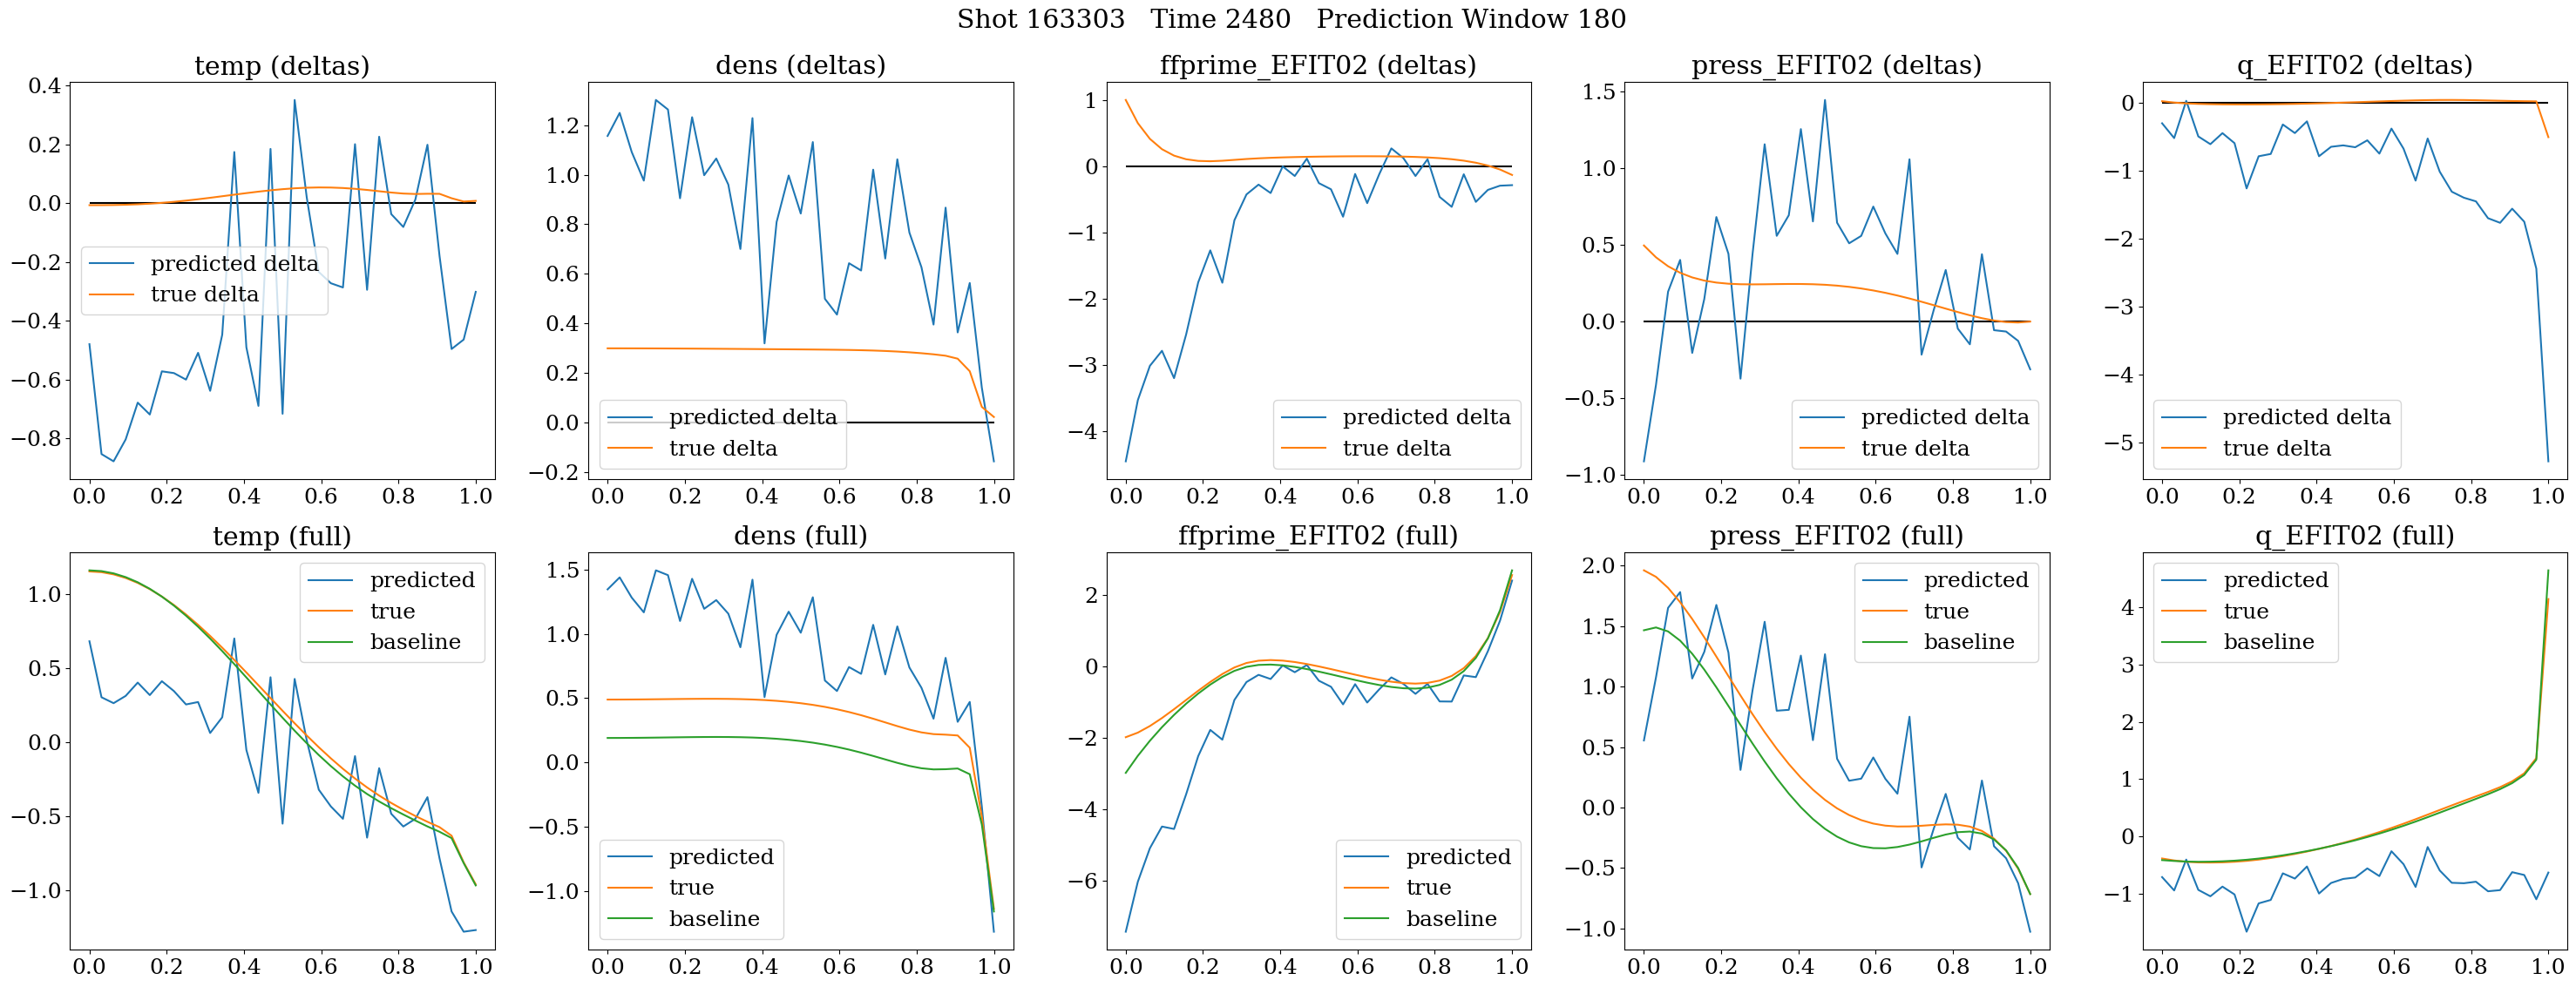 Shot 163303   Time 2480   Prediction Window 180
temp (deltas)
0.4
0.2
0.0
−0.2
−0.4
−0.6
−0.8
predicted delta
true delta
0.0 0.2 0.4 0.6 0.8 1.0
dens (deltas)
1.2
1.0
0.8
0.6
0.4
0.2
0.0
−0.2
predicted delta
true delta
0.0 0.2 0.4 0.6 0.8 1.0
ffprime_EFIT02 (deltas)
1
0
−1
−2
−3
−4
predicted delta
true delta
0.0 0.2 0.4 0.6 0.8 1.0
press_EFIT02 (deltas)
1.5
1.0
0.5
0.0
−0.5
−1.0
predicted delta
true delta
0.0 0.2 0.4 0.6 0.8 1.0
q_EFIT02 (deltas)
0
−1
−2
−3
−4
−5
predicted delta
true delta
0.0 0.2 0.4 0.6 0.8 1.0
temp (full)
1.0
0.5
0.0
−0.5
−1.0
predicted
true
baseline
0.0 0.2 0.4 0.6 0.8 1.0
dens (full)
1.5
1.0
0.5
0.0
−0.5
−1.0
predicted
true
baseline
0.0 0.2 0.4 0.6 0.8 1.0
ffprime_EFIT02 (full)
2
0
−2
−4
−6
predicted
true
baseline
0.0 0.2 0.4 0.6 0.8 1.0
press_EFIT02 (full)
2.0
1.5
1.0
0.5
0.0
−0.5
−1.0
predicted
true
baseline
0.0 0.2 0.4 0.6 0.8 1.0
q_EFIT02 (full)
4
3
2
1
0
−1
predicted
true
baseline
0.0 0.2 0.4 0.6 0.8 1.0